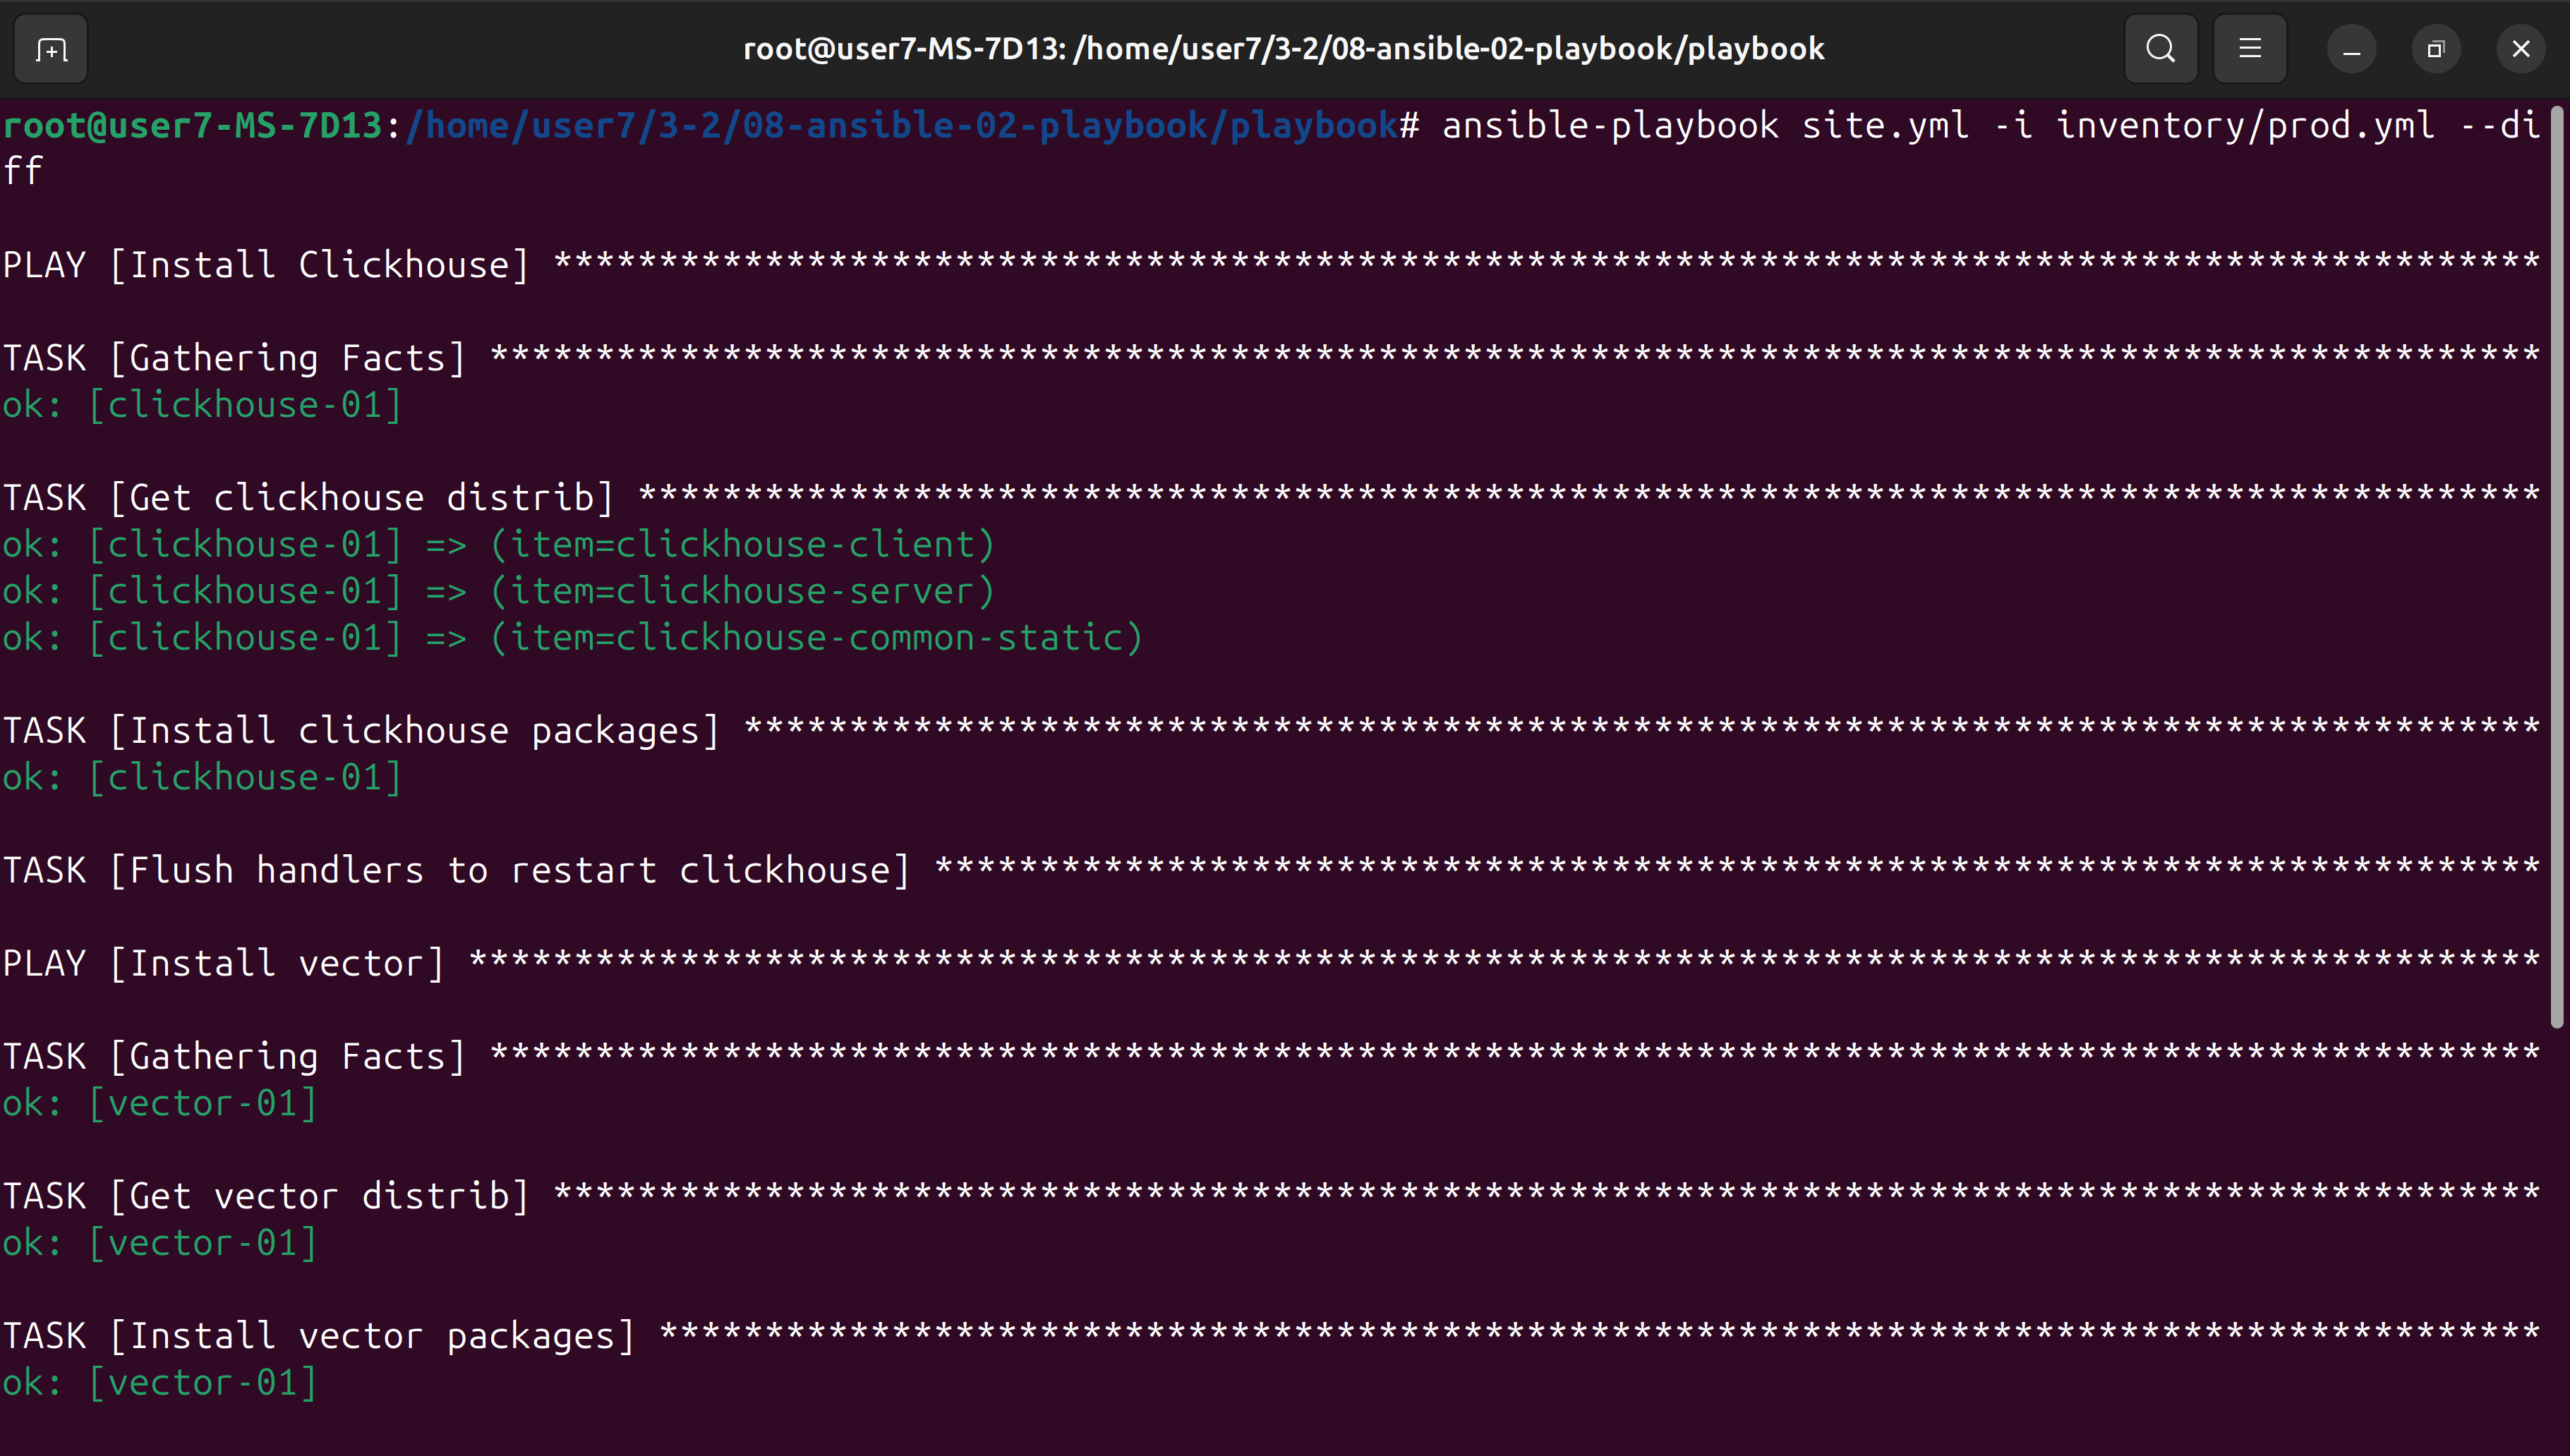 root@user7-MS-7D13: /home/user7/3-2/08-ansible-02-playbook/playbook
root@user7-MS-7D13:/home/user7/3-2/08-ansible-02-playbook/playbook# ansible-playbook site.yml -i inventory/prod.yml --di
ff
PLAY [Install Clickhouse] **********************************************************************************************
TASK [Gathering Facts] *************************************************************************************************
ok: [clickhouse-01]
TASK [Get clickhouse distrib] ******************************************************************************************
ok: [clickhouse-01] => (item=clickhouse-client)
ok: [clickhouse-01] => (item=clickhouse-server)
ok: [clickhouse-01] => (item=clickhouse-common-static)
TASK [Install clickhouse packages] *************************************************************************************
ok: [clickhouse-01]
TASK [Flush handlers to restart clickhouse] ****************************************************************************
PLAY [Install vector] **************************************************************************************************
TASK [Gathering Facts] *************************************************************************************************
ok: [vector-01]
TASK [Get vector distrib] **********************************************************************************************
ok: [vector-01]
TASK [Install vector packages] *****************************************************************************************
ok: [vector-01]